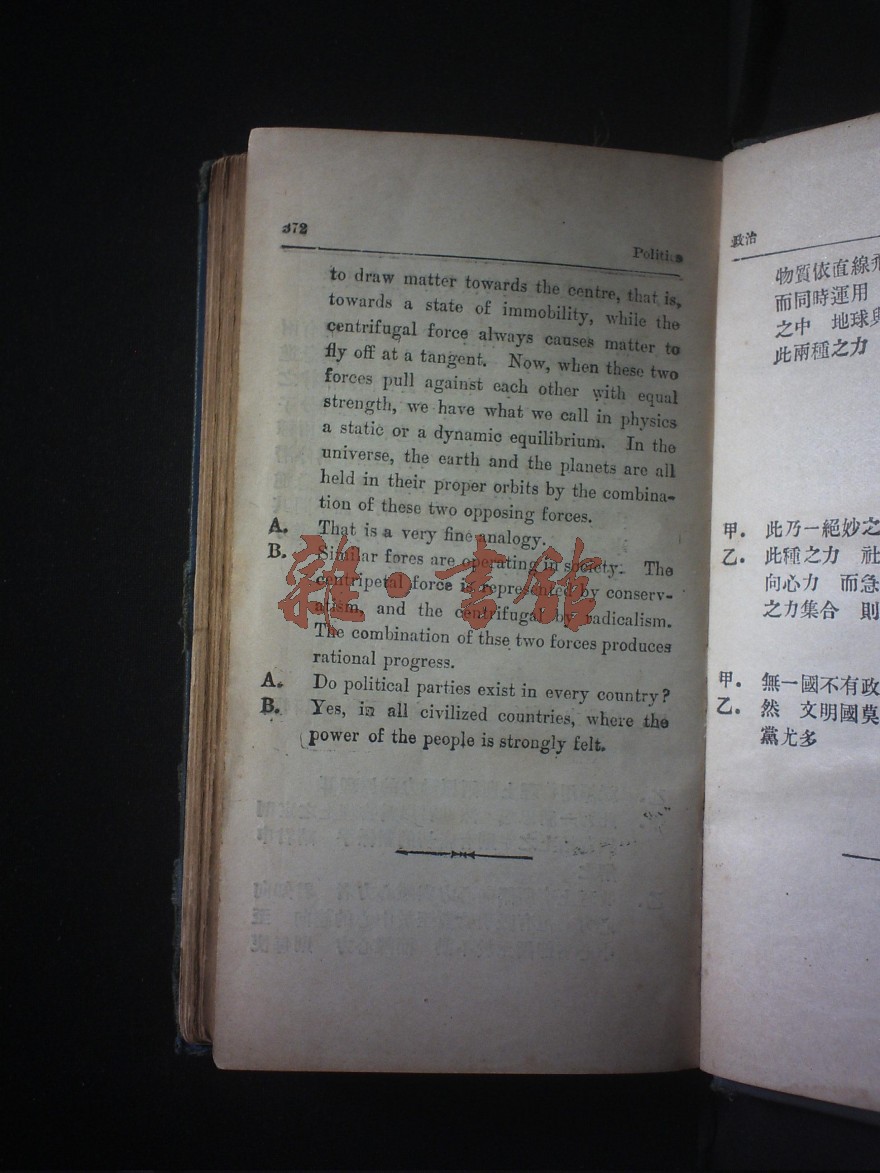 372
Politics
to draw matter towards the centre, that is,
towards a state of immobility, while the
centrifugal force always causes matter to
fly off at a tangent. Now, when these two
forces pull against each other with equal
strength, we have what we call in physics
a static or a dynamic equilibrium. In the
universe, the earth and the planets are all
held in their proper orbits by the combina-
tion of these two opposing forces.
A. That is a very fine analogy.
B. Similar fores are operating in society. The
centripetal force is represented by conserv-
atism, and the centrifugal by radicalism.
The combination of thse two forces produces
rational progress.
A. Do political parties exist in every country?
B. Yes, in all civilized countries, where the
power of the people is strongly felt.
雜·書館
政治
物質依直線
而同時運用
之中 地球與
此兩種之力
甲. 此乃一絕妙之
乙. 此種之力 社
向心力 而急
之力集合 則
甲. 無一國不有政
乙. 然 文明國莫
黨尤多